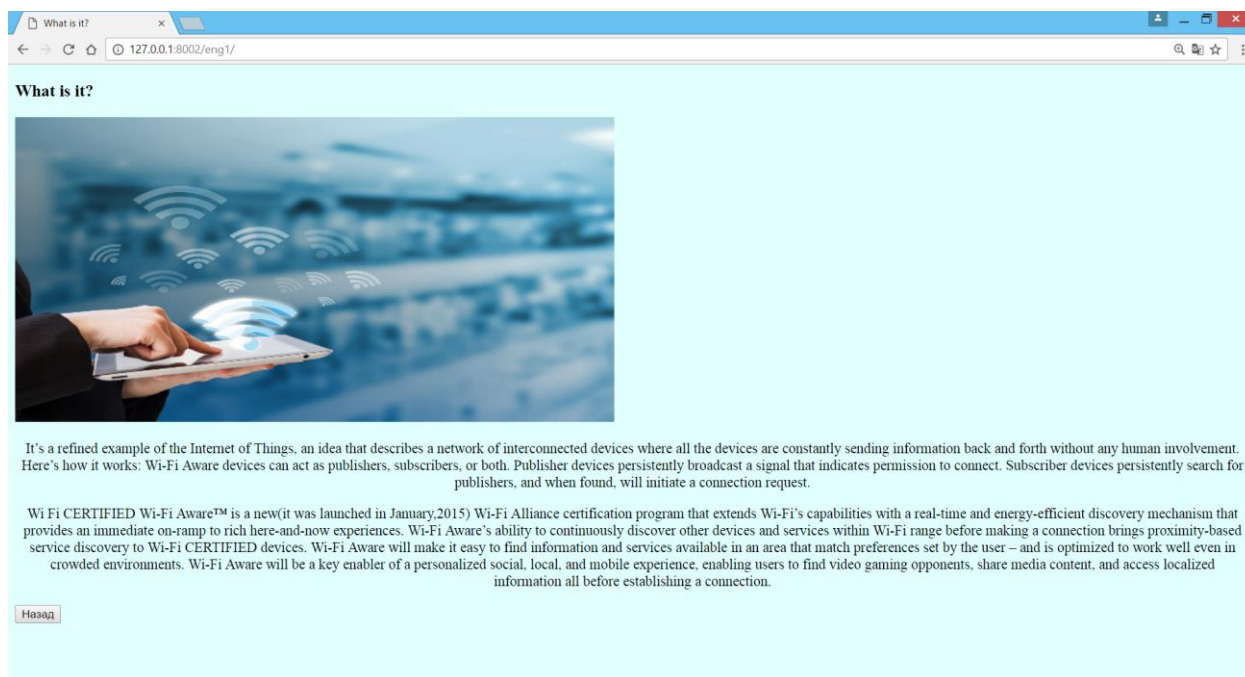 What is it?
127.0.0.1:8002/eng1/
What is it?
It’s a refined example of the Internet of Things, an idea that describes a network of interconnected devices where all the devices are constantly sending information back and forth without any human involvement.
Here’s how it works: Wi-Fi Aware devices can act as publishers, subscribers, or both. Publisher devices persistently broadcast a signal that indicates permission to connect. Subscriber devices persistently search for
publishers, and when found, will initiate a connection request.
Wi Fi CERTIFIED Wi-Fi Aware™ is a new(it was launched in January,2015) Wi-Fi Alliance certification program that extends Wi-Fi’s capabilities with a real-time and energy-efficient discovery mechanism that
provides an immediate on-ramp to rich here-and-now experiences. Wi-Fi Aware’s ability to continuously discover other devices and services within Wi-Fi range before making a connection brings proximity-based
service discovery to Wi-Fi CERTIFIED devices. Wi-Fi Aware will make it easy to find information and services available in an area that match preferences set by the user – and is optimized to work well even in
crowded environments. Wi-Fi Aware will be a key enabler of a personalized social, local, and mobile experience, enabling users to find video gaming opponents, share media content, and access localized
information all before establishing a connection.
Назад